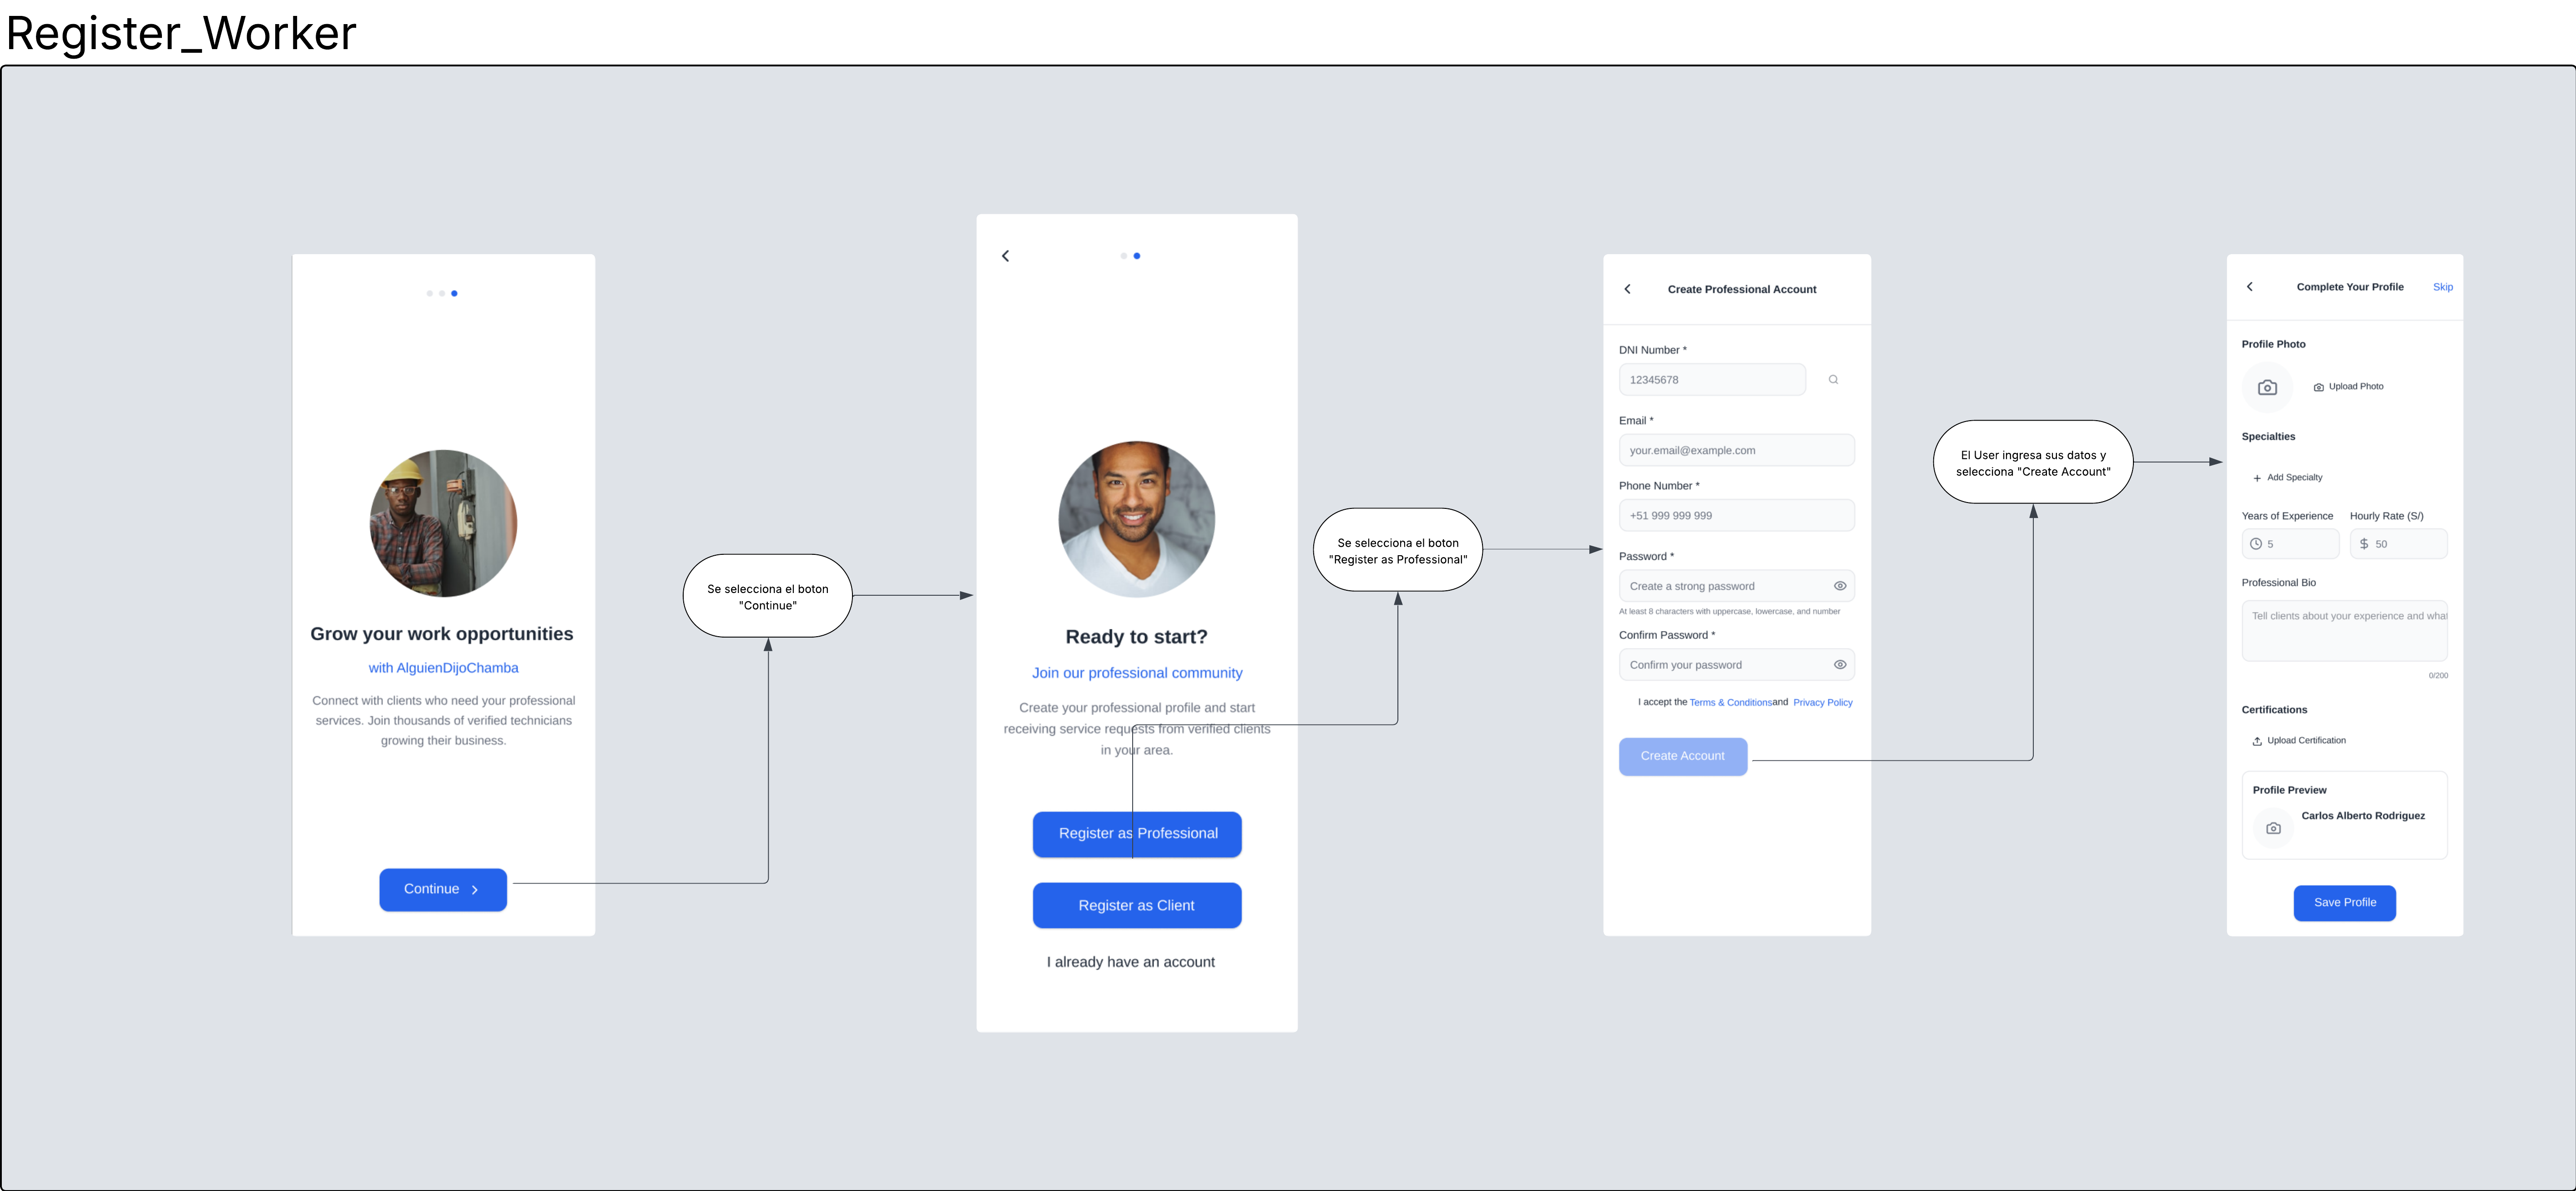 Register_Worker
Grow your work opportunities
with AlguienDijoChamba
Connect with clients who need your professional
services. Join thousands of verified technicians
growing their business.
Continue
Se selecciona el boton
"Continue"
Ready to start?
Join our professional community
Create your professional profile and start
receiving service requests from verified clients
in your area.
Register as Professional
Register as Client
I already have an account
Se selecciona el boton
"Register as Professional"
Create Professional Account
DNI Number *
12345678
Email *
your.email@example.com
Phone Number *
+51 999 999 999
Password *
Create a strong password
At least 8 characters with uppercase, lowercase, and number
Confirm Password *
Confirm your password
I accept the Terms & Conditionsand Privacy Policy
Create Account
El User ingresa sus datos y
selecciona "Create Account"
Complete Your Profile Skip
Profile Photo
Upload Photo
Specialties
+ Add Specialty
Years of Experience Hourly Rate (S/)
5 $ 50
Professional Bio
Tell clients about your experience and what
0/200
Certifications
Upload Certification
Profile Preview
Carlos Alberto Rodriguez
Save Profile